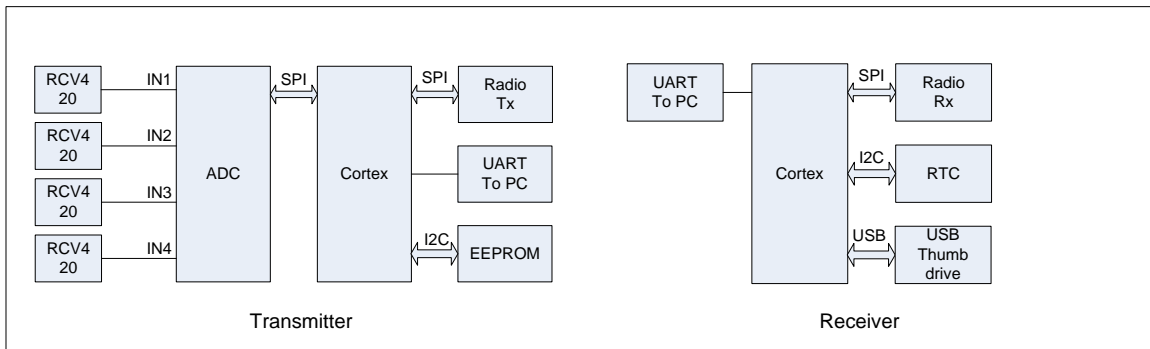 RCV4
20
IN1
RCV4
20
IN2
RCV4
20
IN3
RCV4
20
IN4
ADC
SPI
Cortex
SPI
Radio
Tx
UART
To PC
I2C
EEPROM
Transmitter
UART
To PC
Cortex
SPI
Radio
Rx
I2C
RTC
USB
USB
Thumb
drive
Receiver